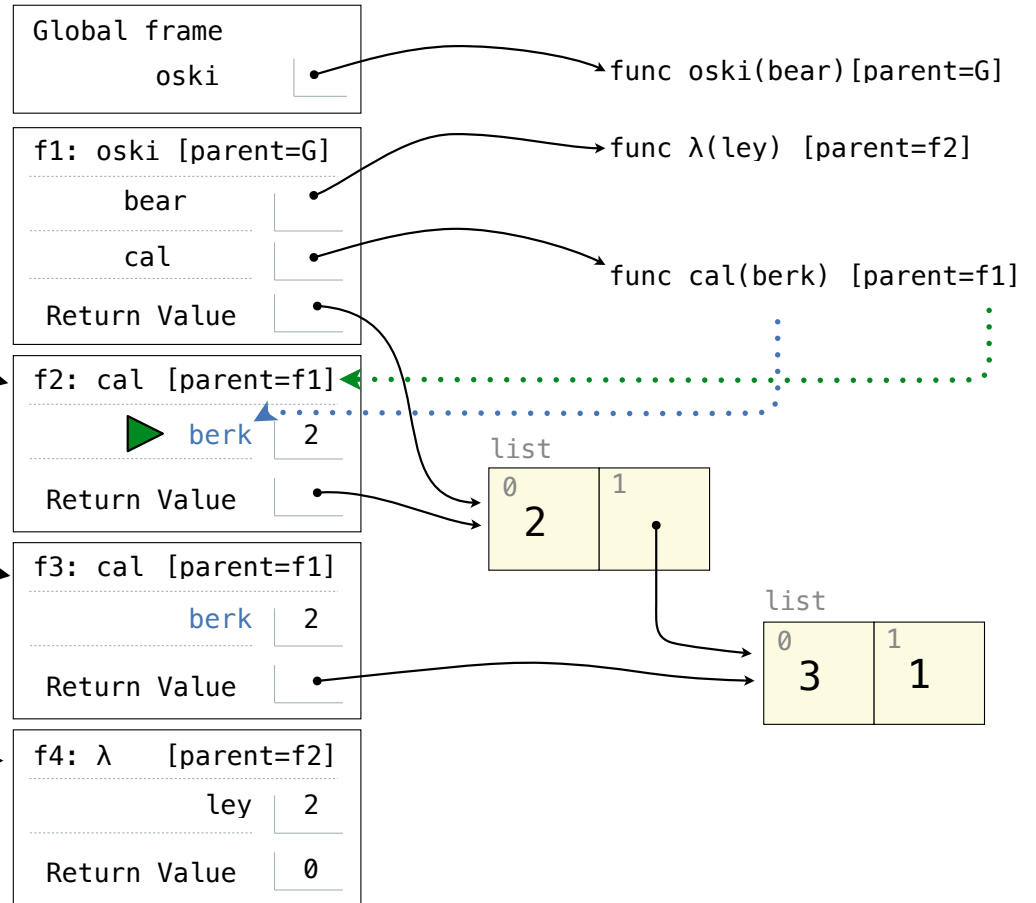 Global frame
oski
func oski(bear)[parent=G]
f1: oski [parent=G]
func λ(ley) [parent=f2]
bear
cal
func cal(berk) [parent=f1]
Return Value
f2: cal [parent=f1]
berk 2
list
0 1
2
Return Value
f3: cal [parent=f1]
berk 2
list
0 1
3 1
Return Value
f4: λ [parent=f2]
ley 2
Return Value 0